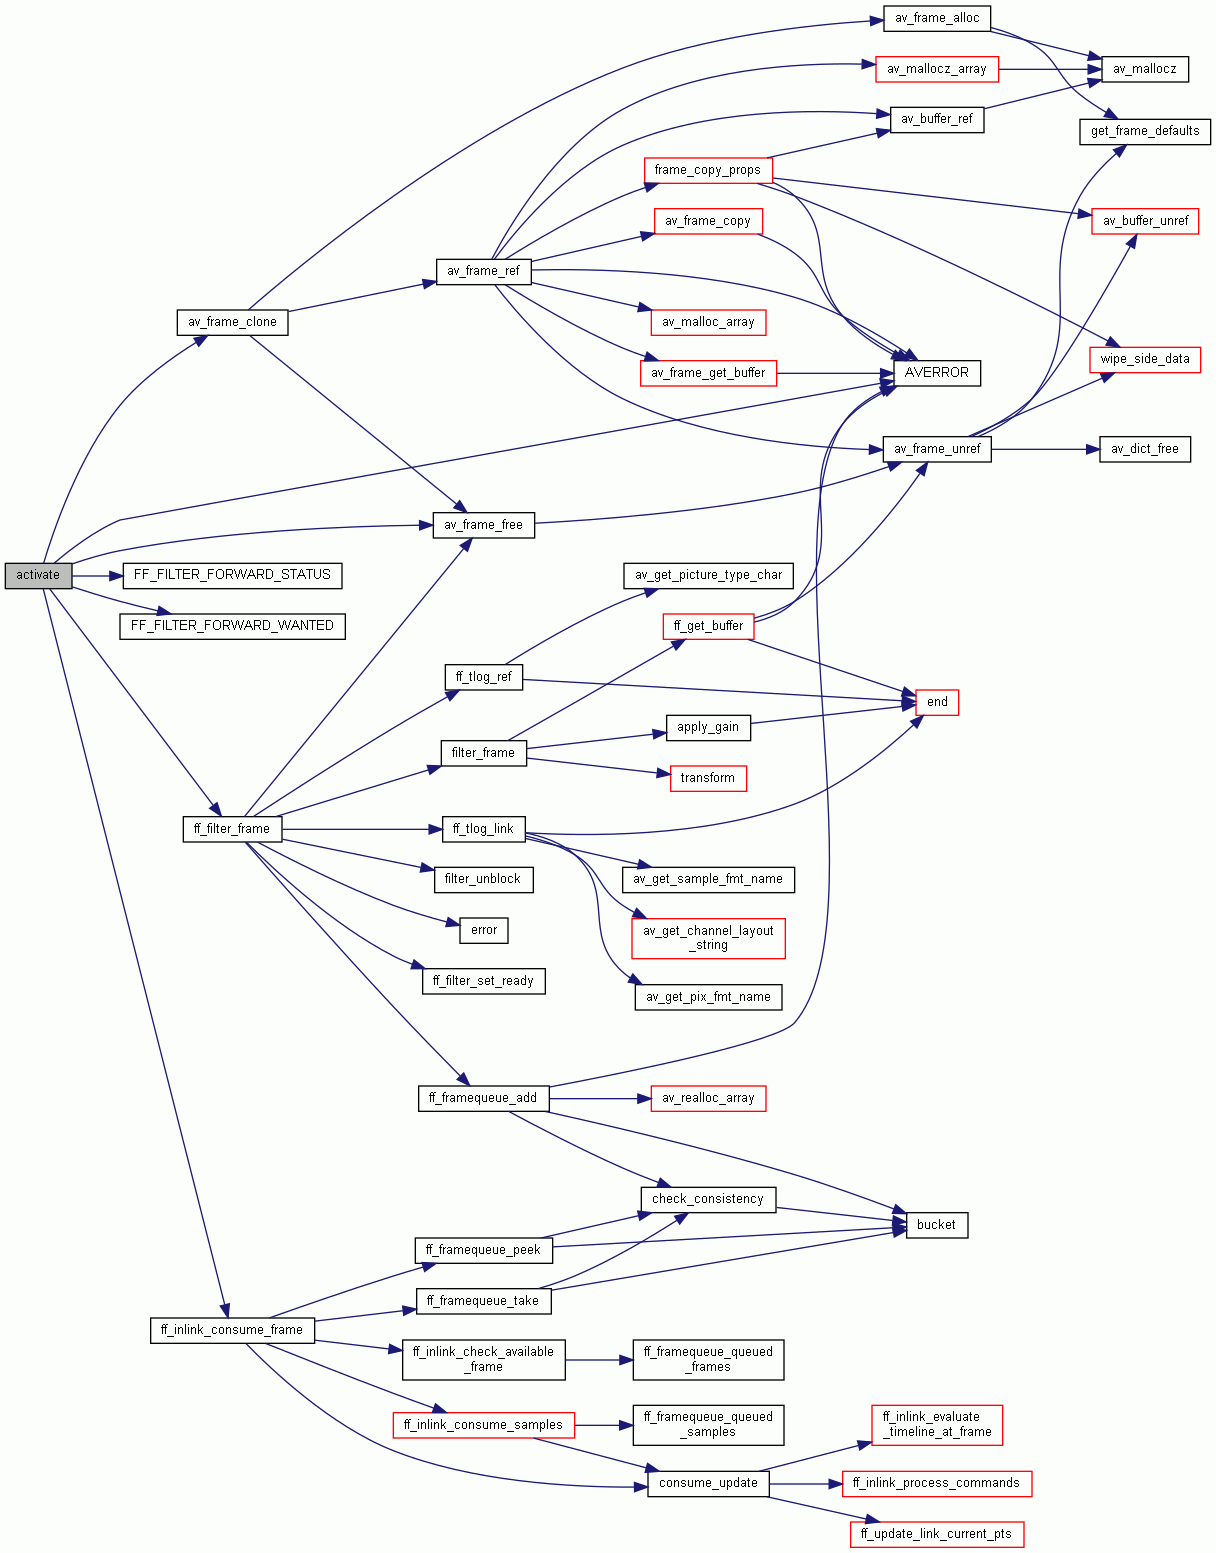 av_frame_alloc
av_mallocz_array
av_mallocz
av_buffer_ref
get_frame_defaults
frame_copy_props
av_frame_copy
av_buffer_unref
av_frame_ref
av_frame_clone
av_malloc_array
wipe_side_data
av_frame_get_buffer
AVERROR
av_frame_unref
av_dict_free
av_frame_free
activate
FF_FILTER_FORWARD_STATUS
av_get_picture_type_char
FF_FILTER_FORWARD_WANTED
ff_get_buffer
ff_tlog_ref
end
apply_gain
filter_frame
transform
ff_filter_frame
ff_tlog_link
filter_unblock
av_get_sample_fmt_name
error
av_get_channel_layout
_string
ff_filter_set_ready
av_get_pix_fmt_name
ff_framequeue_add
av_realloc_array
check_consistency
bucket
ff_framequeue_peek
ff_framequeue_take
ff_inlink_consume_frame
ff_inlink_check_available
_frame
ff_framequeue_queued
_frames
ff_inlink_consume_samples
ff_framequeue_queued
_samples
ff_inlink_evaluate
_timeline_at_frame
consume_update
ff_inlink_process_commands
ff_update_link_current_pts